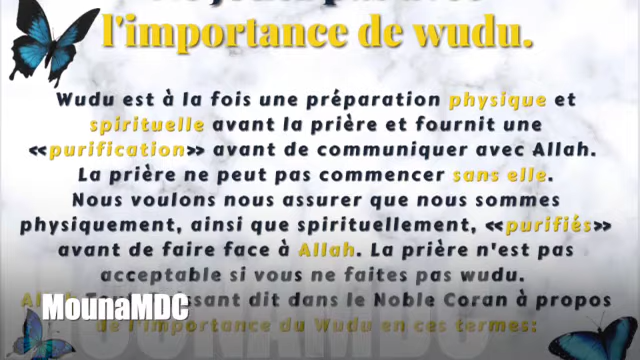 l'importance de wudu.
Wudu est à la fois une préparation physique et
spirituelle avant la prière et fournit une
«purification» avant de communiquer avec Allah.
La prière ne peut pas commencer sans elle.
Nous voulons nous assurer que nous sommes
physiquement, ainsi que spirituellement, «purifiés»
avant de faire face à Allah. La prière n'est pas
acceptable si vous ne faites pas wudu.
dit dans le Noble Coran à propos
MounaMDC
de l'importance du Wudu en ces termes: